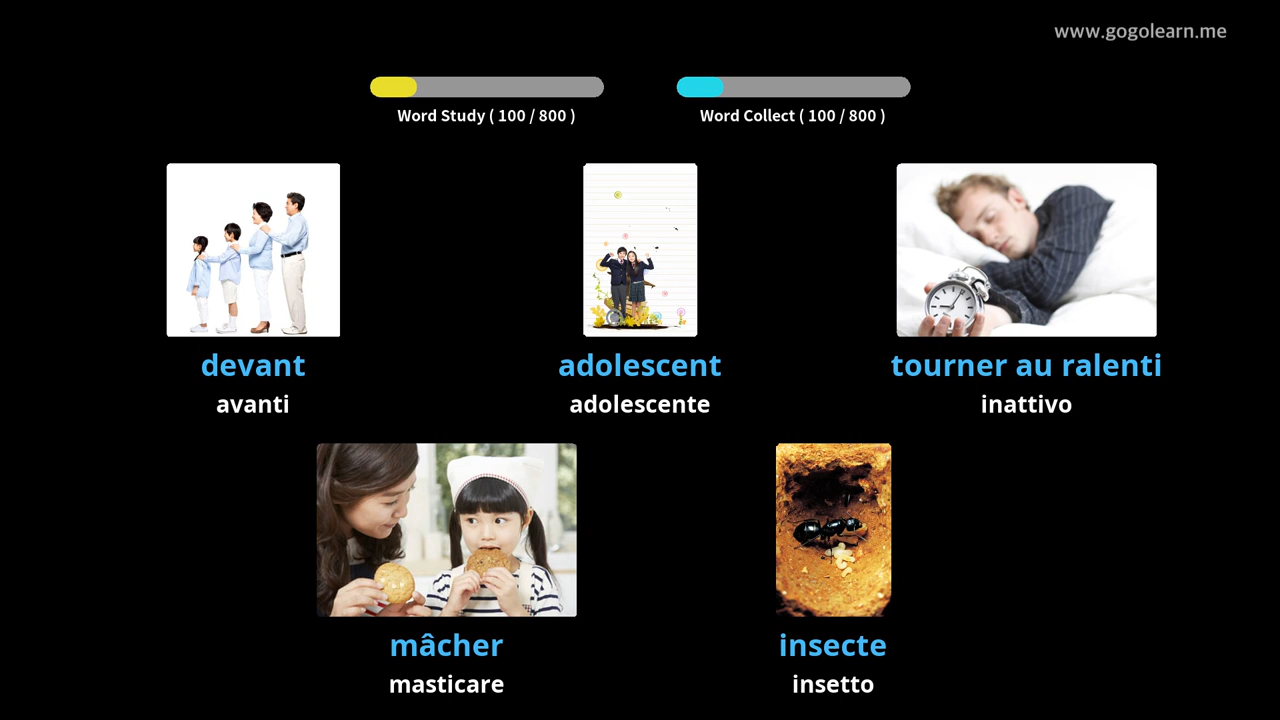 www.gogolearn.me
Word Study ( 100 / 800 )
Word Collect ( 100 / 800 )
devant
avanti
adolescent
adolescente
tourner au ralenti
inattivo
mâcher
masticare
insecte
insetto